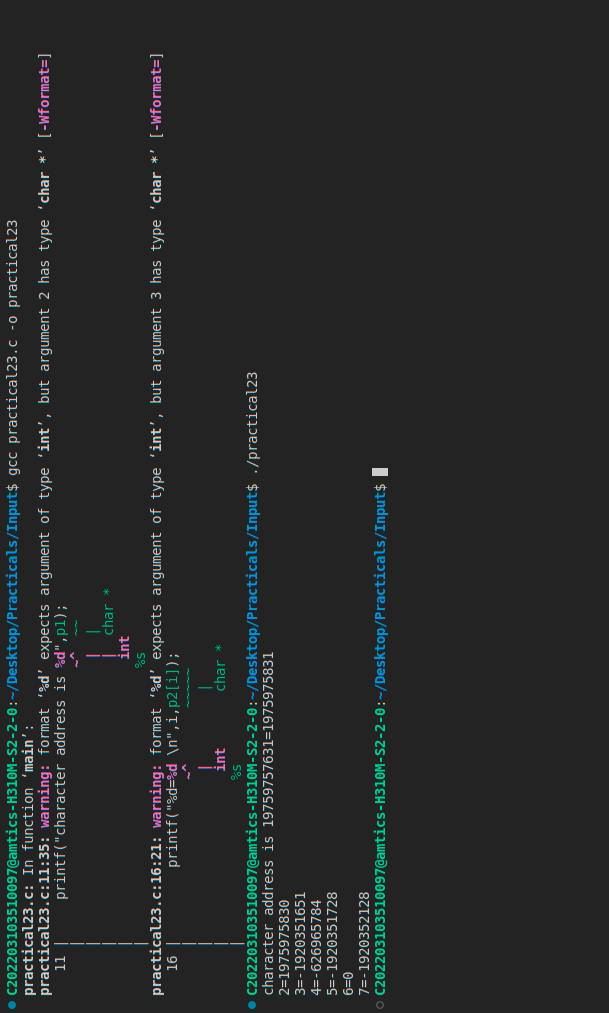 C202203103510097@amtics-H310M-S2-2-0:~/Desktop/Practicals/Input$ gcc practical23.c -o practical23
practical23.c: In function ‘main’:
practical23.c:11:35: warning: format ‘%d’ expects argument of type ‘int’, but argument 2 has type ‘char *’ [-Wformat=]
11 |     printf("character address is %d",p1);
   |                                  ~^  ~~
   |                                   |  |
   |                                   |  char *
   |                                   int
   |                                  %s
practical23.c:16:21: warning: format ‘%d’ expects argument of type ‘int’, but argument 3 has type ‘char *’ [-Wformat=]
16 |         printf("%d=%d \n",i,p2[i]);
   |                    ~^       ~~~~~
   |                     |         |
   |                     int       char *
   |                    %s
C202203103510097@amtics-H310M-S2-2-0:~/Desktop/Practicals/Input$ ./practical23
character address is 19759757631=1975975831
2=1975975830
3=-1920351651
4=-626965784
5=-1920351728
6=0
7=-1920352128
C202203103510097@amtics-H310M-S2-2-0:~/Desktop/Practicals/Input$